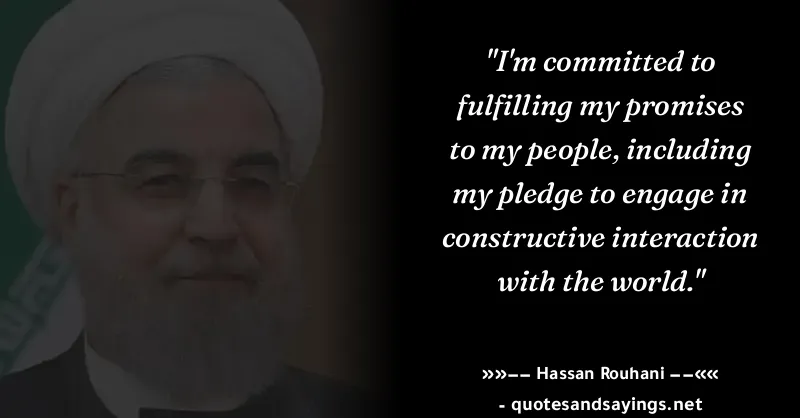 "I'm committed to
fulfilling my promises
to my people, including
my pledge to engage in
constructive interaction
with the world."
»»−− Hassan Rouhani −−««
- quotesandsayings.net